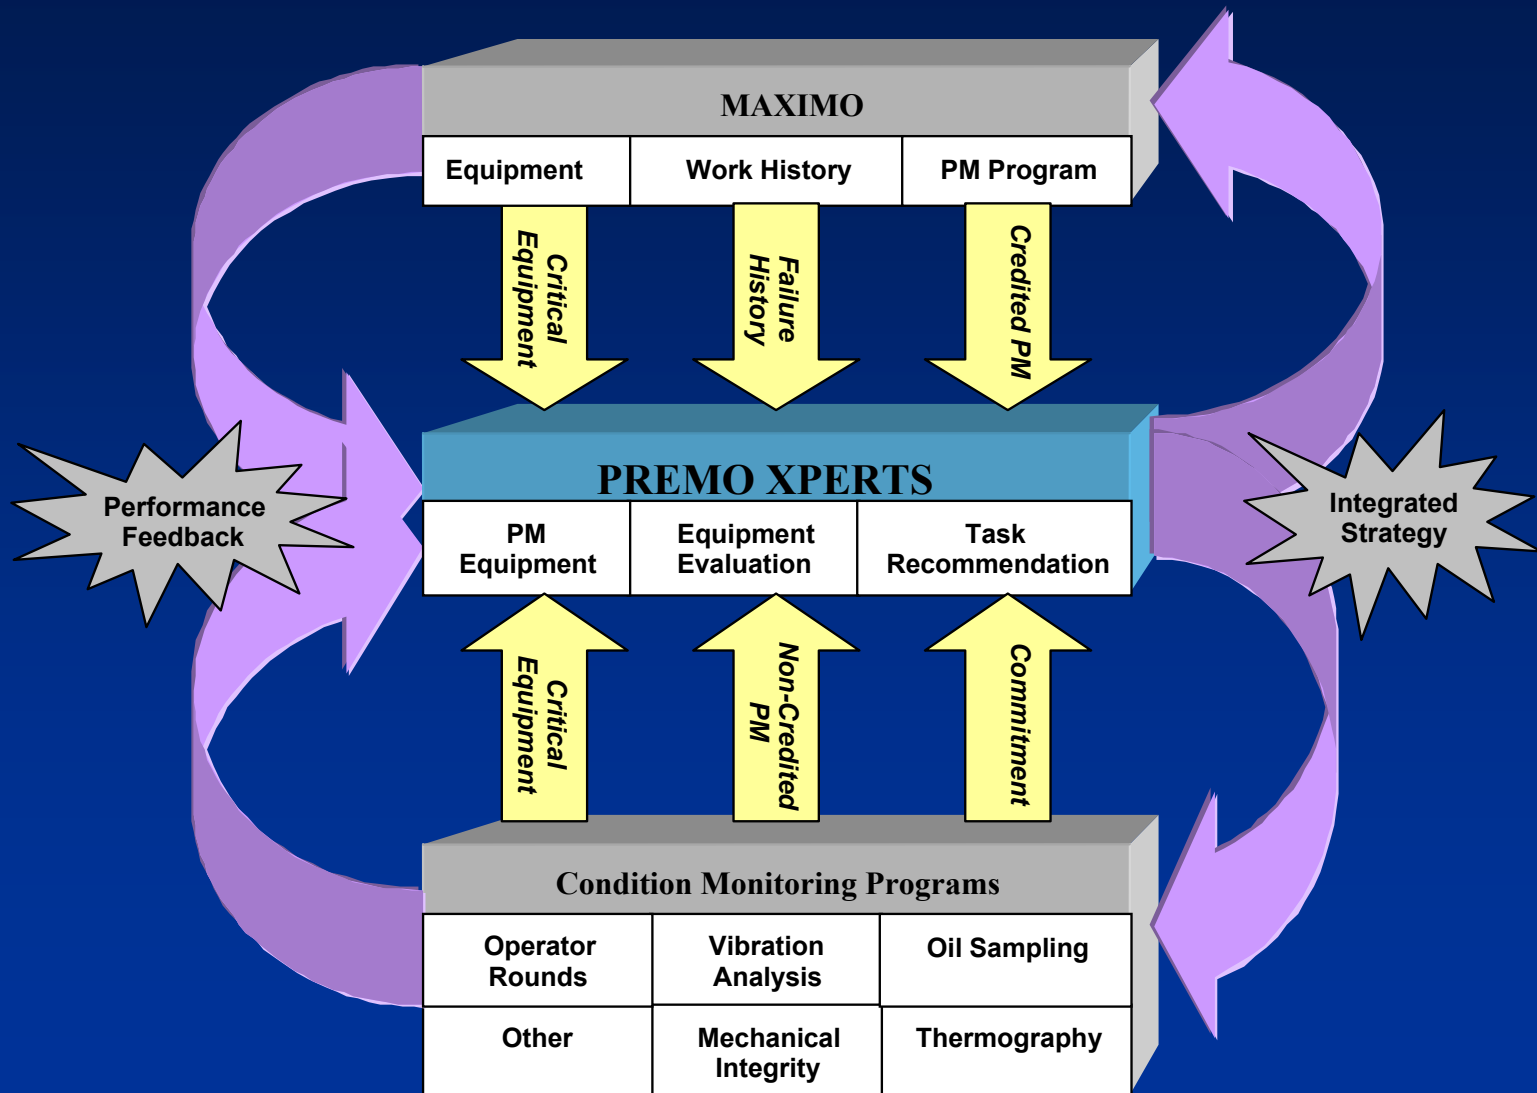 MAXIMO
Equipment
Work History
PM Program
Critical
Equipment
Failure
History
Credited PM
Performance
Feedback
PREMO XPERTS
PM
Equipment
Equipment
Evaluation
Task
Recommendation
Integrated
Strategy
Critical
Equipment
Non-Credited
PM
Commitment
Condition Monitoring Programs
Operator
Rounds
Vibration
Analysis
Oil Sampling
Other
Mechanical
Integrity
Thermography